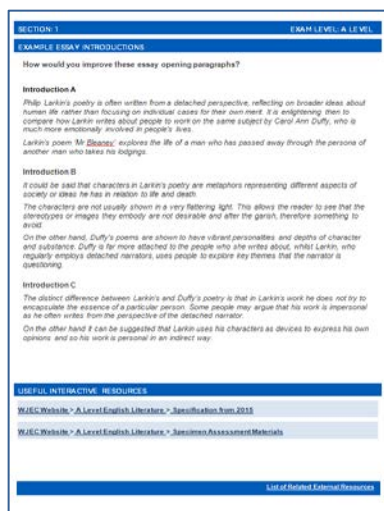 SECTION: 1 EXAM LEVEL: A LEVEL
EXAMPLE ESSAY INTRODUCTIONS
How would you improve these essay opening paragraphs?
Introduction A
Philip Larkin's poetry is often written from a detached perspective, reflecting on broader ideas about
human life rather than focusing on individual cases for their own merit. It is enlightening then to
compare how Larkin writes about people to work on the same subject by Carol Ann Duffy, who is
much more emotionally involved in people's lives.
Larkin's poem 'Mr Bleaney' explores the life of a man who has passed away through the persona of
another man who takes his lodgings.
Introduction B
It could be said that characters in Larkin's poetry are metaphors representing different aspects of
society or ideas he has in relation to life and death.
The characters are not usually shown in a very flattering light. This allows the reader to see that the
stereotypes or images they embody are not desirable and after the garish, therefore something to
avoid.
On the other hand, Duffy's poems are shown to have vibrant personalities and depths of character
and substance. Duffy is far more attached to the people who she writes about, whilst Larkin, who
regularly employs detached narrators, uses people to explore key themes that the narrator is
questioning.
Introduction C
The distinct difference between Larkin's and Duffy's poetry is that in Larkin's work he does not try to
encapsulate the essence of a particular person. Some people may argue that his work is impersonal
as he often writes from the perspective of the detached narrator.
On the other hand it can be suggested that Larkin uses his characters as devices to express his own
opinions and so his work is personal in an indirect way.
USEFUL INTERACTIVE RESOURCES
WJEC Website > A Level English Literature > Specification from 2015
WJEC Website > A Level English Literature > Specimen Assessment Materials
List of Related External Resources